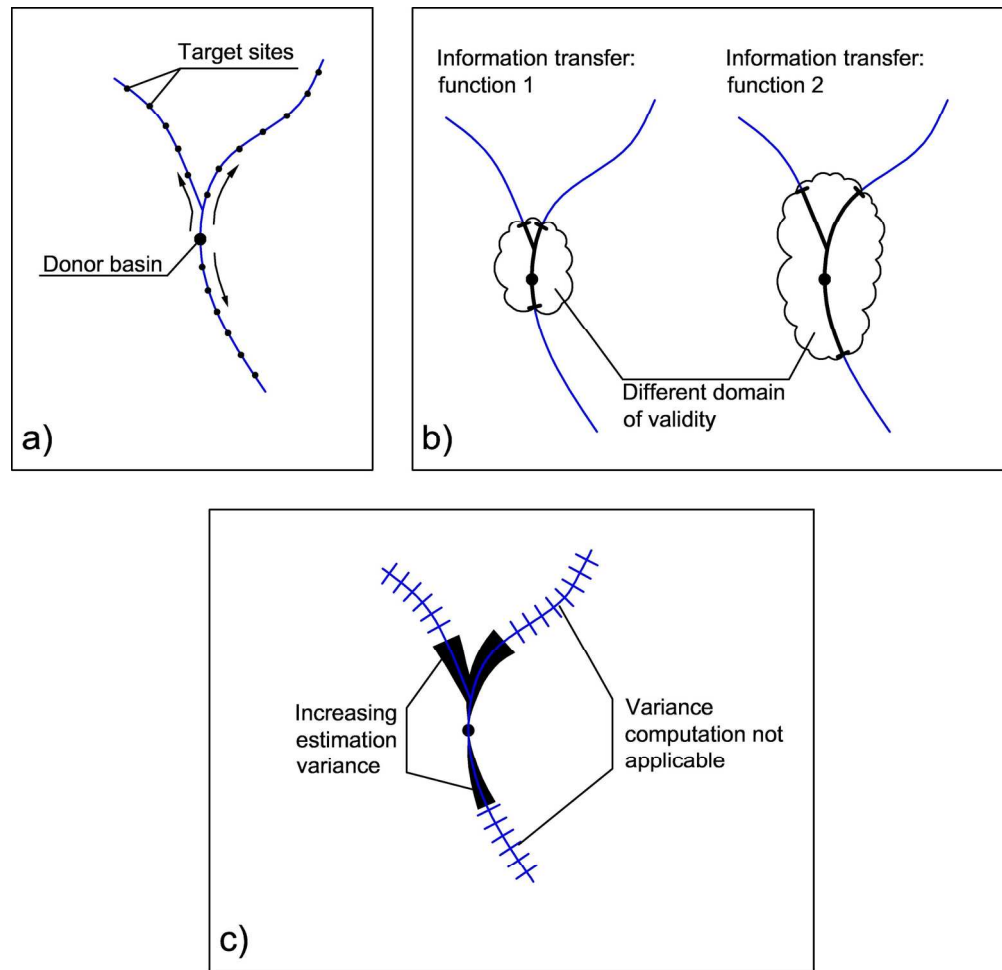 Target sites
Donor basin
a)
Information transfer:
function 1
Information transfer:
function 2
Different domain
of validity
b)
Increasing
estimation
variance
Variance
computation not
applicable
c)